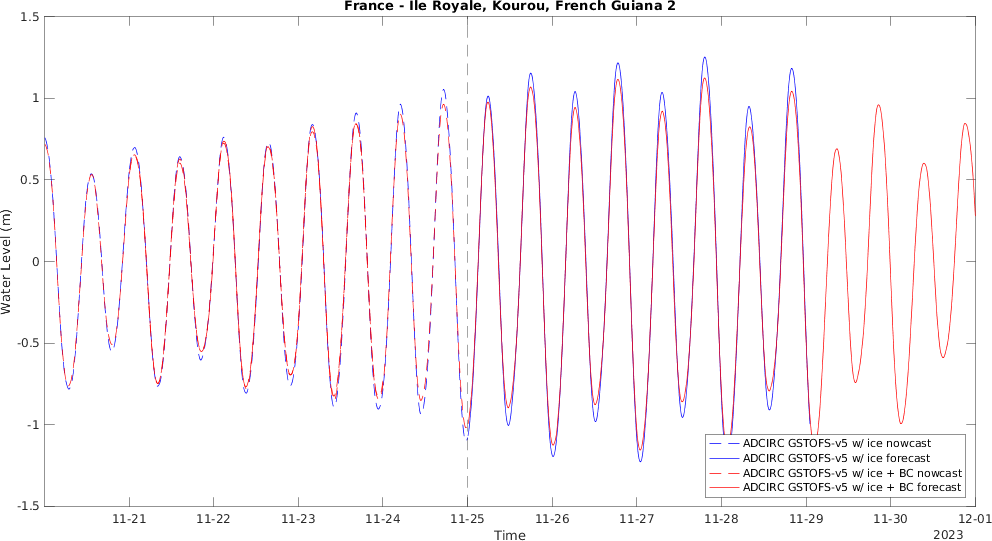 France - Ile Royale, Kourou, French Guiana 2
1.5
1
0.5
0
-0.5
-1
-1.5
Water Level (m)
ADCIRC GSTOFS-v5 w/ ice nowcast
ADCIRC GSTOFS-v5 w/ ice forecast
ADCIRC GSTOFS-v5 w/ ice + BC nowcast
ADCIRC GSTOFS-v5 w/ ice + BC forecast
11-21 11-22 11-23 11-24 11-25 11-26 11-27 11-28 11-29 11-30 12-01
Time
2023